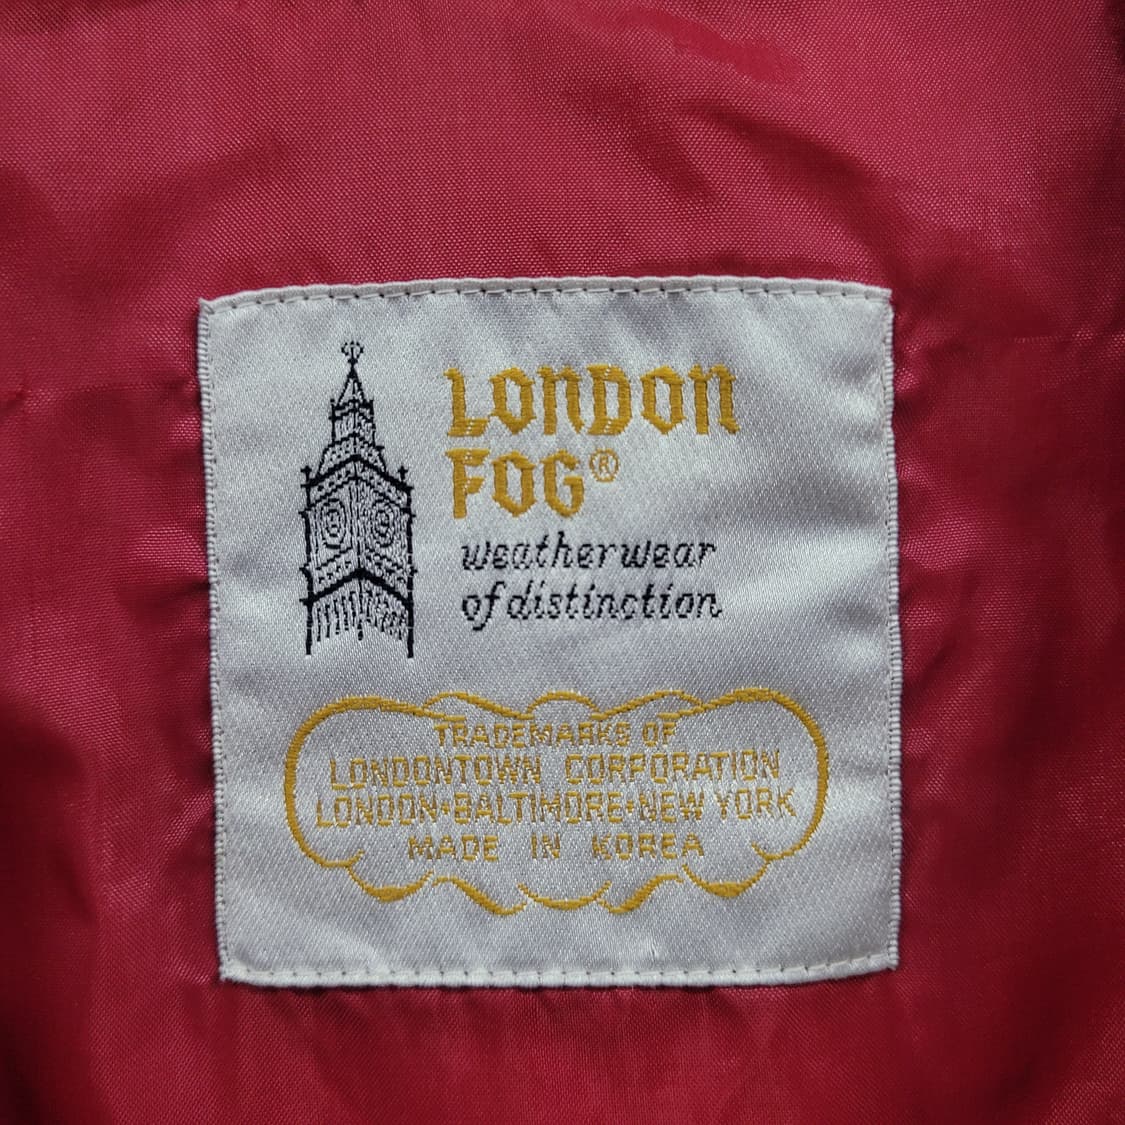 LONDON
FOG®
weatherwear
of distinction
TRADEMARKS OF
LONDONTOWN CORPORATION
LONDON•BALTIMORE•NEW YORK
MADE IN KOREA